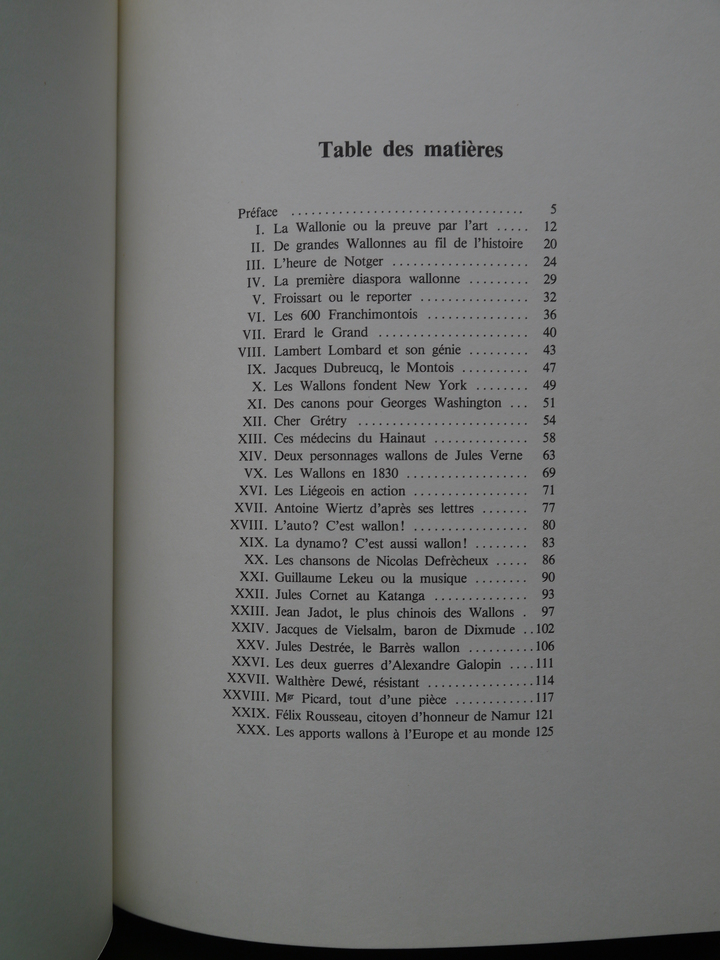 Table des matières
Préface .................................. 5
I. La Wallonie ou la preuve par l'art ..... 12
II. De grandes Wallonnes au fil de l'histoire 20
III. L'heure de Notger .................... 24
IV. La première diaspora wallonne ......... 29
V. Froissart ou le reporter ................ 32
VI. Les 600 Franchimontois ............... 36
VII. Erard le Grand ...................... 40
VIII. Lambert Lombard et son génie ......... 43
IX. Jacques Dubreucq, le Montois .......... 47
X. Les Wallons fondent New York ........ 49
XI. Des canons pour Georges Washington ... 51
XII. Cher Grétry ......................... 54
XIII. Ces médecins du Hainaut .............. 58
XIV. Deux personnages wallons de Jules Verne 63
VX. Les Wallons en 1830 .................. 69
XVI. Les Liégeois en action ................. 71
XVII. Antoine Wiertz d'après ses lettres ....... 77
XVIII. L'auto? C'est wallon! ................. 80
XIX. La dynamo? C'est aussi wallon! ........ 83
XX. Les chansons de Nicolas Defrècheux ..... 86
XXI. Guillaume Lekeu ou la musique ........ 90
XXII. Jules Cornet au Katanga .............. 93
XXIII. Jean Jadot, le plus chinois des Wallons . 97
XXIV. Jacques de Vielsalm, baron de Dixmude .. 102
XXV. Jules Destrée, le Barrès wallon .......... 106
XXVI. Les deux guerres d'Alexandre Galopin .... 111
XXVII. Walthère Dewé, résistant ................ 114
XXVIII. Mgr Picard, tout d'une pièce ............ 117
XXIX. Félix Rousseau, citoyen d'honneur de Namur 121
XXX. Les apports wallons à l'Europe et au monde 125